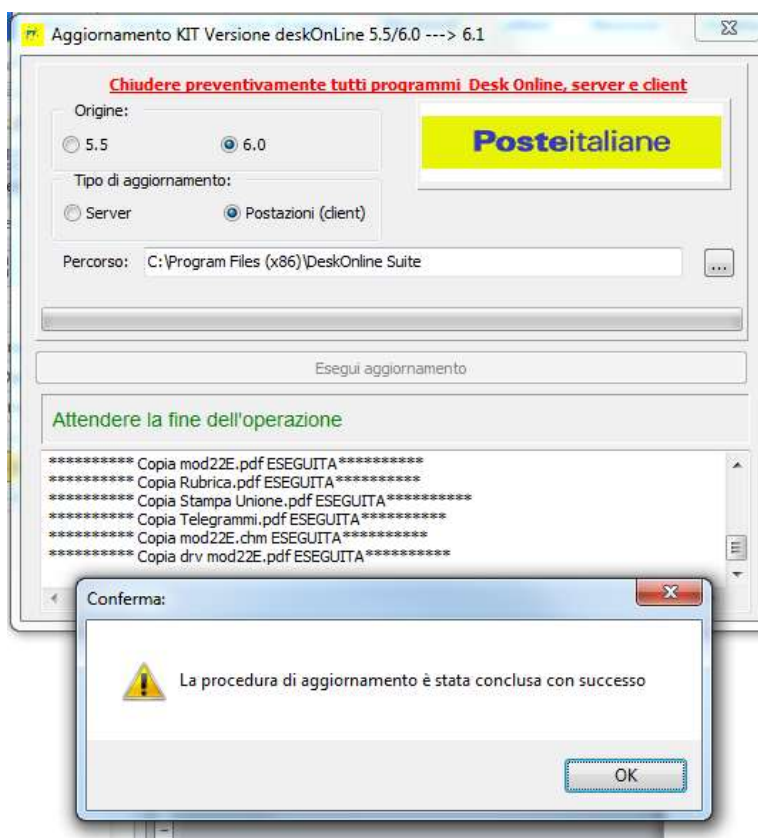 Aggiornamento KIT Versione deskOnLine 5.5/6.0 ---> 6.1
Chiudere preventivamente tutti programmi Desk Online, server e client
Origine:
5.5
6.0
Posteitaliane
Tipo di aggiornamento:
Server
Postazioni (client)
Percorso: C:\Program Files (x86)\DeskOnline Suite
...
Esegui aggiornamento
Attendere la fine dell'operazione
********** Copia mod22E.pdf ESEGUITA**********
********** Copia Rubrica.pdf ESEGUITA**********
********** Copia Stampa Unione.pdf ESEGUITA**********
********** Copia Telegrammi.pdf ESEGUITA**********
********** Copia mod22E.chm ESEGUITA**********
********** Copia drv mod22E.pdf ESEGUITA**********
Conferma:
La procedura di aggiornamento è stata conclusa con successo
OK